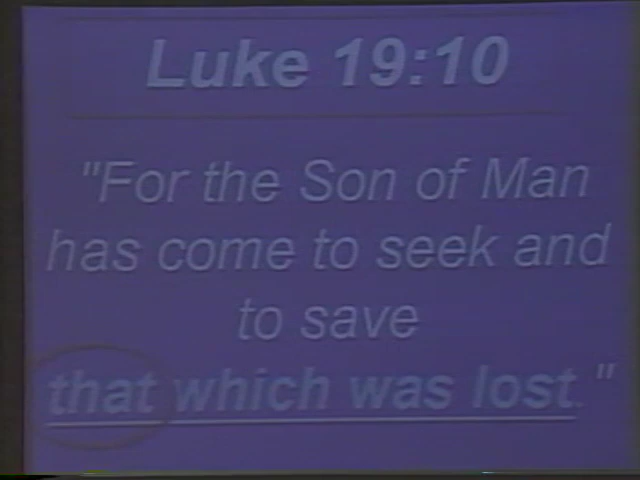 Luke 19:10
"For the Son of Man
has come to seek and
to save
that which was lost."